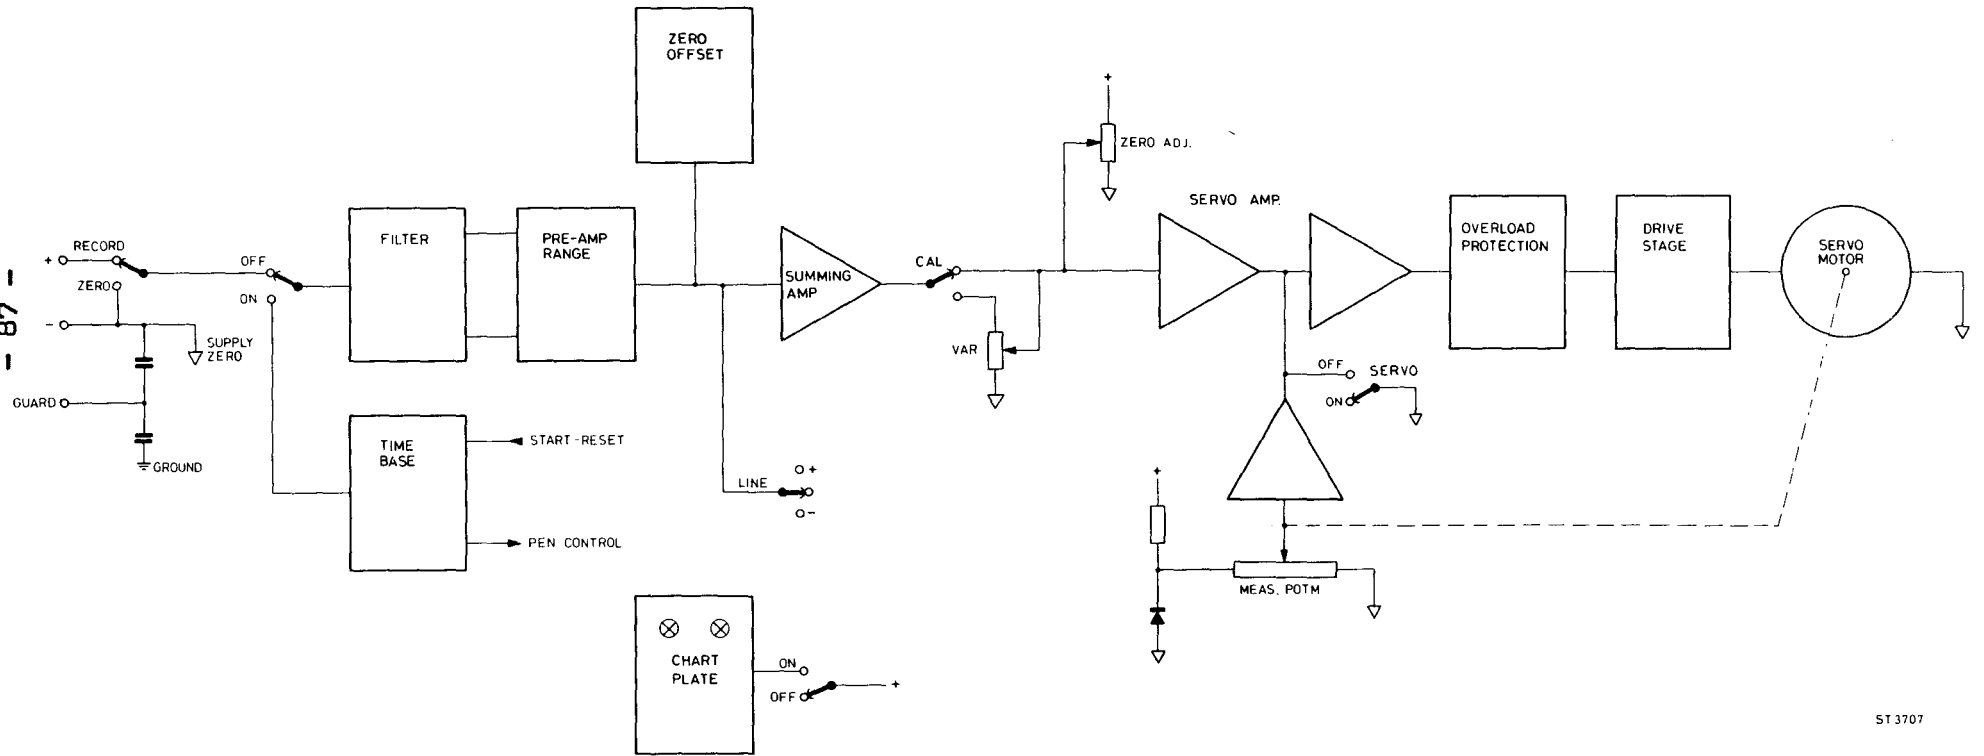 - 87 -
ZERO
OFFSET
+
ZERO ADJ.
SERVO AMP.
RECORD
+
ZERO
-
OFF
ON
SUPPLY
ZERO
GUARD
GROUND
FILTER
PRE-AMP
RANGE
SUMMING
AMP
CAL
VAR
OVERLOAD
PROTECTION
DRIVE
STAGE
SERVO
MOTOR
OFF
SERVO
ON
TIME
BASE
START-RESET
PEN CONTROL
LINE
+
-
+
MEAS. POTM
CHART
PLATE
ON
OFF
+
ST 3707